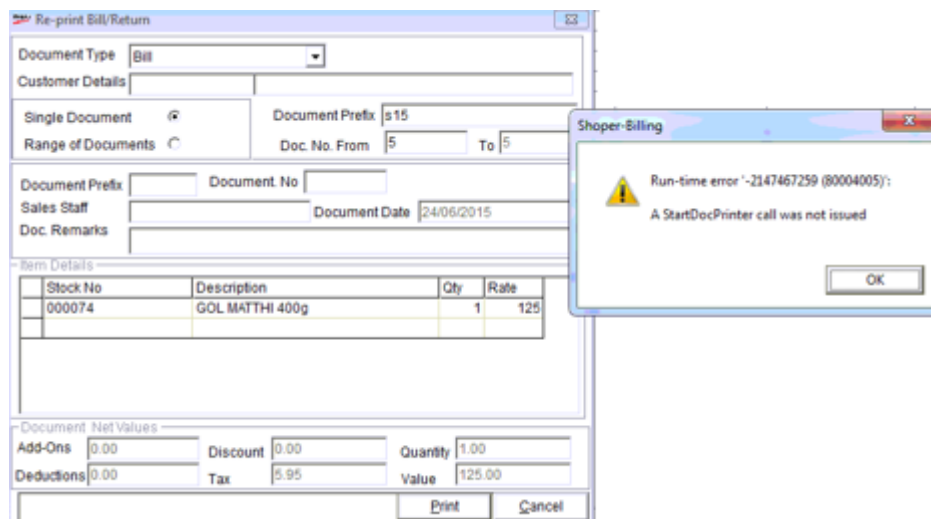 Re-print Bill/Return
Document Type Bill
Customer Details
Single Document Document Prefix s15
Range of Documents Doc. No. From 5 To 5
Document Prefix Document. No
Sales Staff Document Date 24/06/2015
Doc. Remarks
Item Details
Stock No Description Qty Rate
000074 GOL MATTHI 400g 1 125
Document Net Values
Add-Ons 0.00 Discount 0.00 Quantity 1.00
Deductions 0.00 Tax 5.95 Value 125.00
Print Cancel
Shoper-Billing
Run-time error '-2147467259 (80004005)':
A StartDocPrinter call was not issued
OK